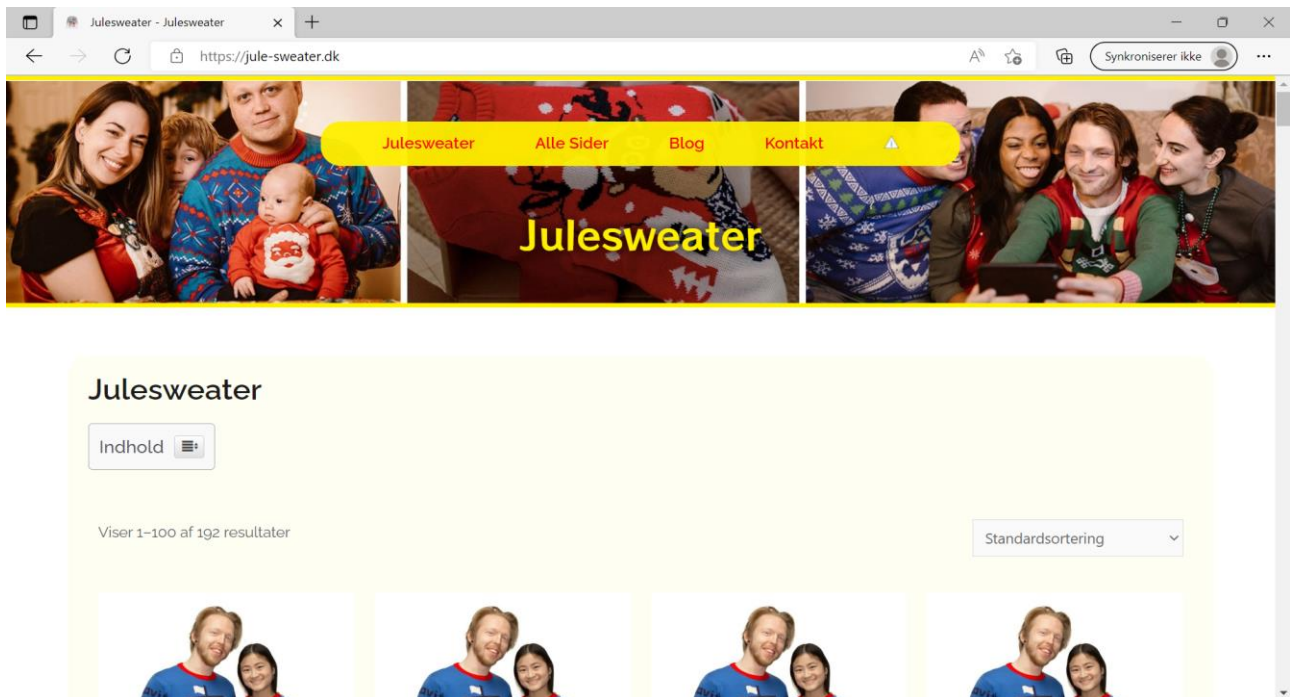 Julesweater - Julesweater
https://jule-sweater.dk
Synkroniserer ikke
Julesweater Alle Sider Blog Kontakt
Julesweater
Julesweater
Indhold
Viser 1–100 af 192 resultater
Standardsortering